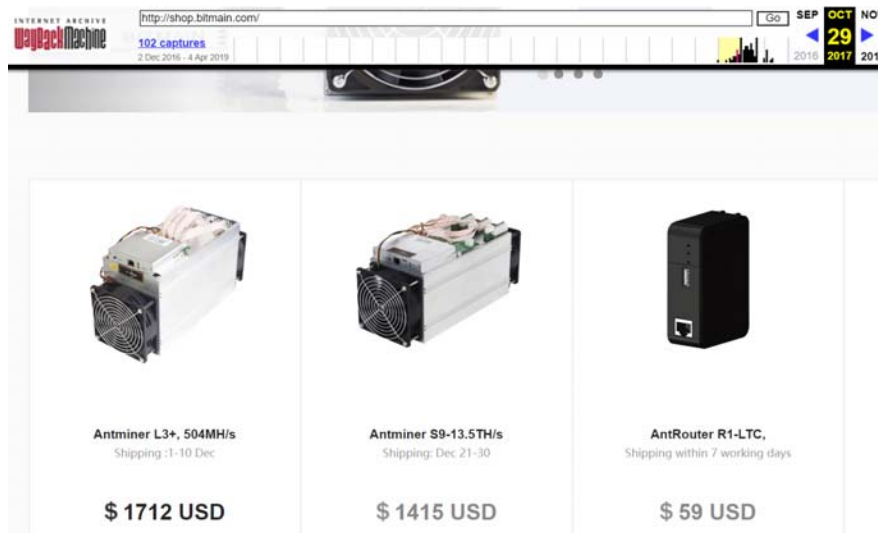 INTERNET ARCHIVE
WayBackMachine
http://shop.bitmain.com/
Go
SEP OCT NOV
102 captures
29
2 Dec 2016 - 4 Apr 2019
2016 2017 201
Antminer L3+, 504MH/s
Shipping :1-10 Dec
$ 1712 USD
Antminer S9-13.5TH/s
Shipping: Dec 21-30
$ 1415 USD
AntRouter R1-LTC,
Shipping within 7 working days
$ 59 USD